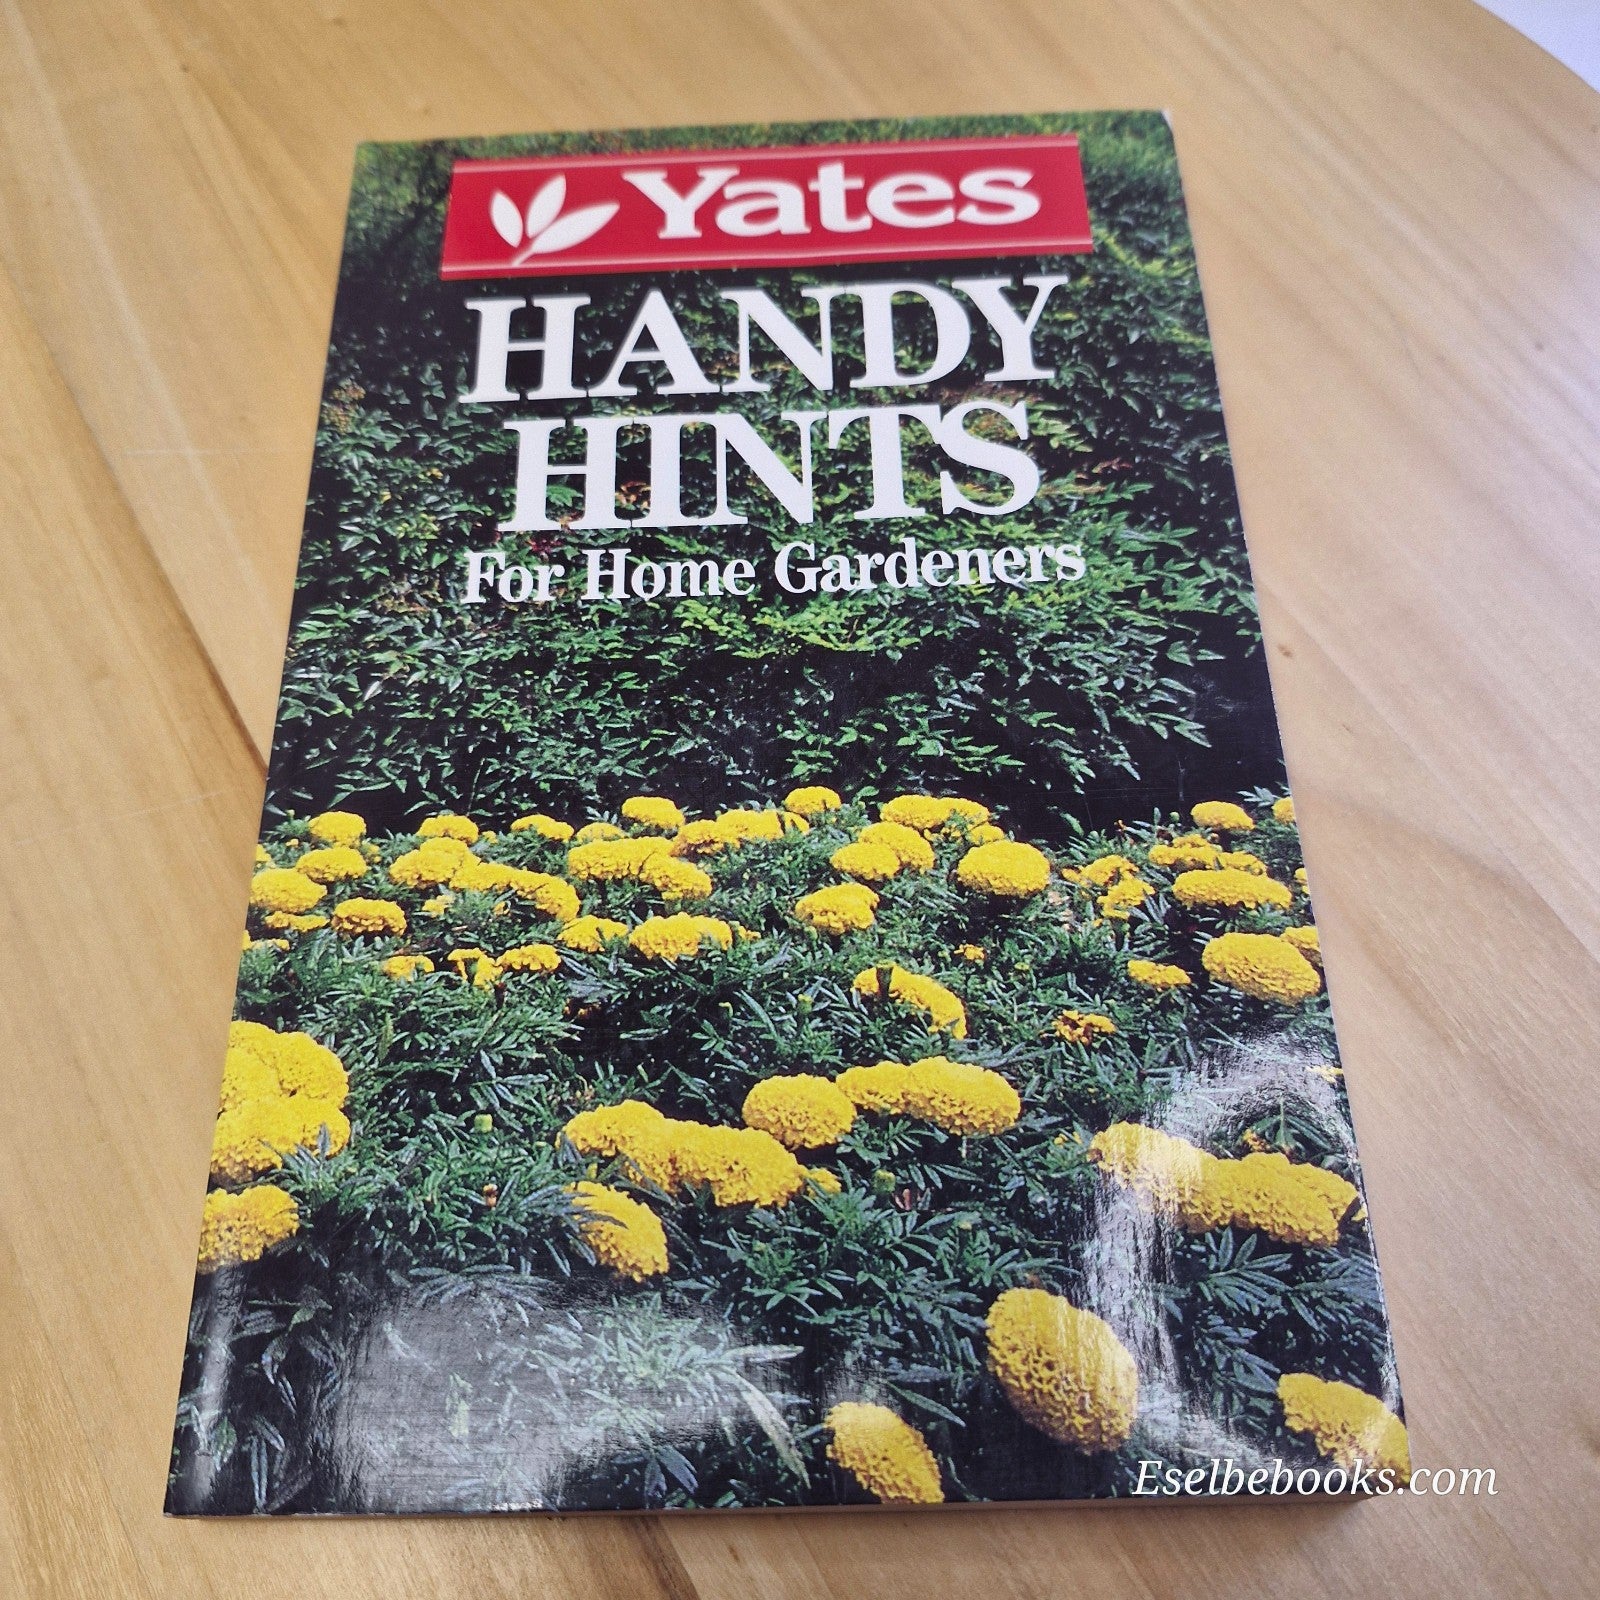 Yates
HANDY
HINTS
For Home Gardeners
Eselbebooks.com